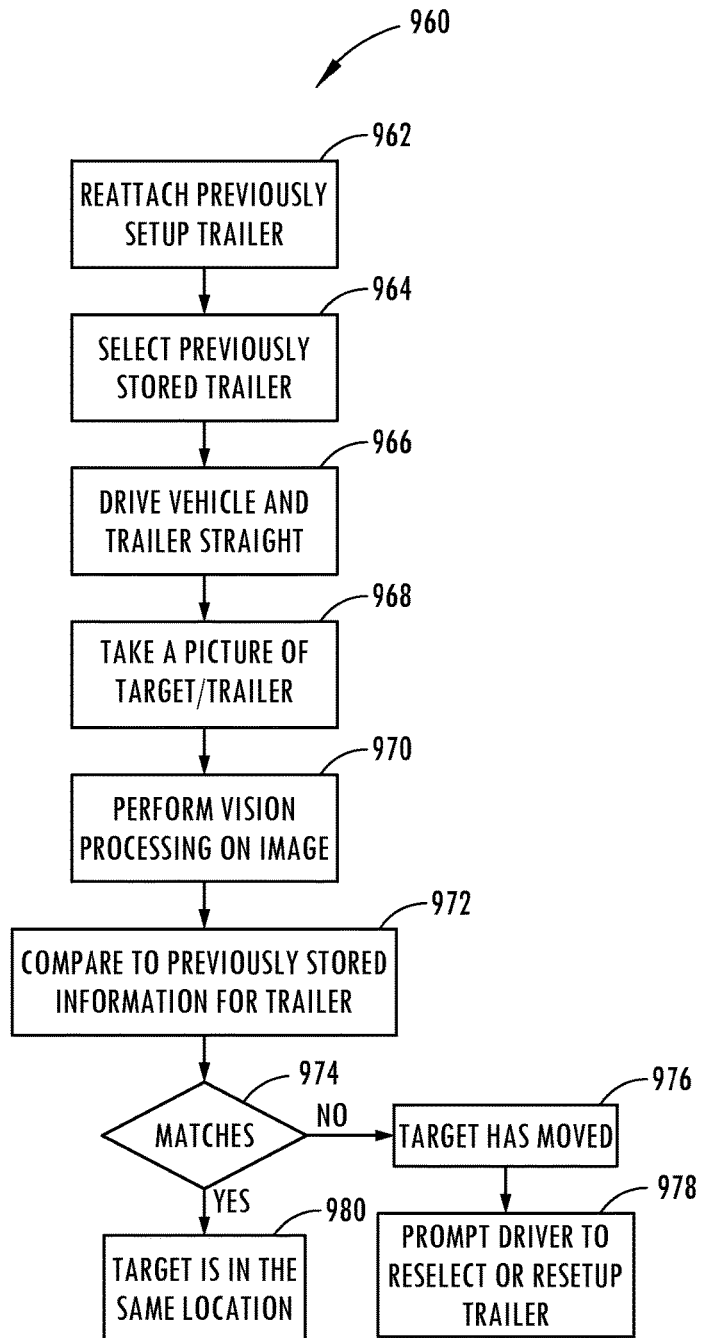 960
962
REATTACH PREVIOUSLY
SETUP TRAILER
964
SELECT PREVIOUSLY
STORED TRAILER
966
DRIVE VEHICLE AND
TRAILER STRAIGHT
968
TAKE A PICTURE OF
TARGET/TRAILER
970
PERFORM VISION
PROCESSING ON IMAGE
972
COMPARE TO PREVIOUSLY STORED
INFORMATION FOR TRAILER
974
MATCHES
NO
976
TARGET HAS MOVED
978
PROMPT DRIVER TO
RESELECT OR RESETUP
TRAILER
YES
980
TARGET IS IN THE
SAME LOCATION